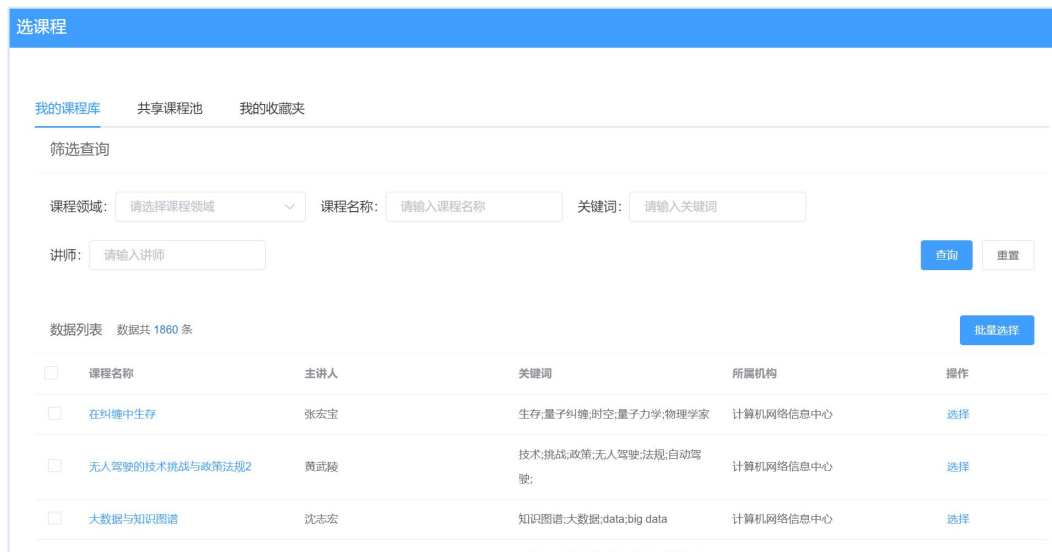 选课程
我的课程库 共享课程池 我的收藏夹
筛选查询
课程领域： 请选择课程领域 课程名称： 请输入课程名称 关键词： 请输入关键词
讲师： 请输入讲师 查询 重置
数据列表 数据共 1860 条 批量选择
课程名称 主讲人 关键词 所属机构 操作
在纠缠中生存 张宏宝 生存;量子纠缠;时空;量子力学;物理学家 计算机网络信息中心 选择
无人驾驶的技术挑战与政策法规2 黄武陵 技术;挑战;政策;无人驾驶;法规;自动驾 计算机网络信息中心 选择
驶;
大数据与知识图谱 沈志宏 知识图谱;大数据;data;big data 计算机网络信息中心 选择